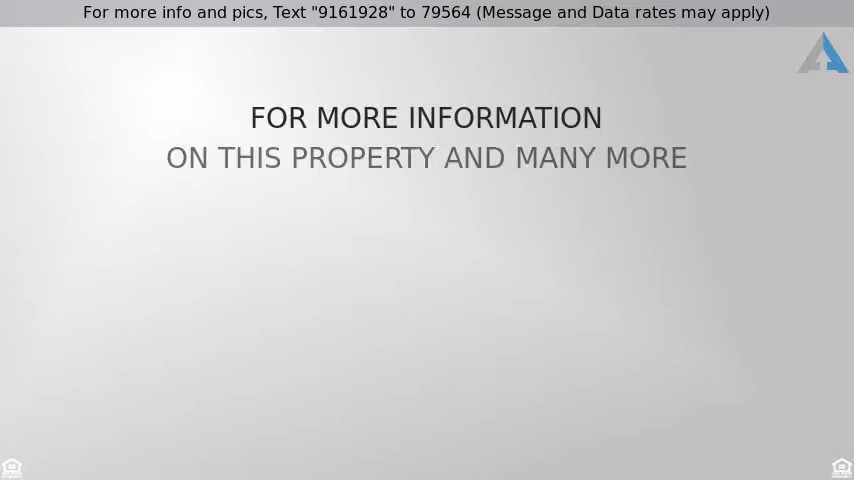 For more info and pics, Text "9161928" to 79564 (Message and Data rates may apply)
FOR MORE INFORMATION
ON THIS PROPERTY AND MANY MORE